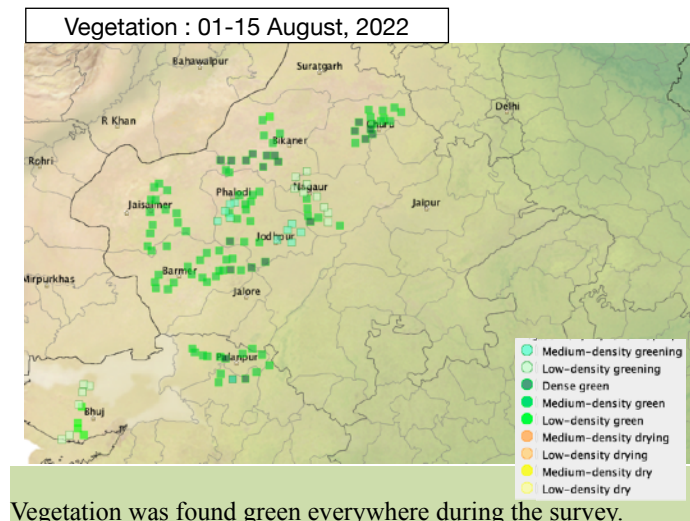 Vegetation : 01-15 August, 2022
Bahawalpur
Suratgarh
Delhi
R Khan
Churu
Bikaner
Rohri
Phalodi
Nagaur
Jaisalmer
Jaipur
Jodhpur
Barmer
Mirpurkhas
Jalore
Palanpur
Bhuj
Medium-density greening
Low-density greening
Dense green
Medium-density green
Low-density green
Medium-density drying
Low-density drying
Medium-density dry
Low-density dry
Vegetation was found green everywhere during the survey.